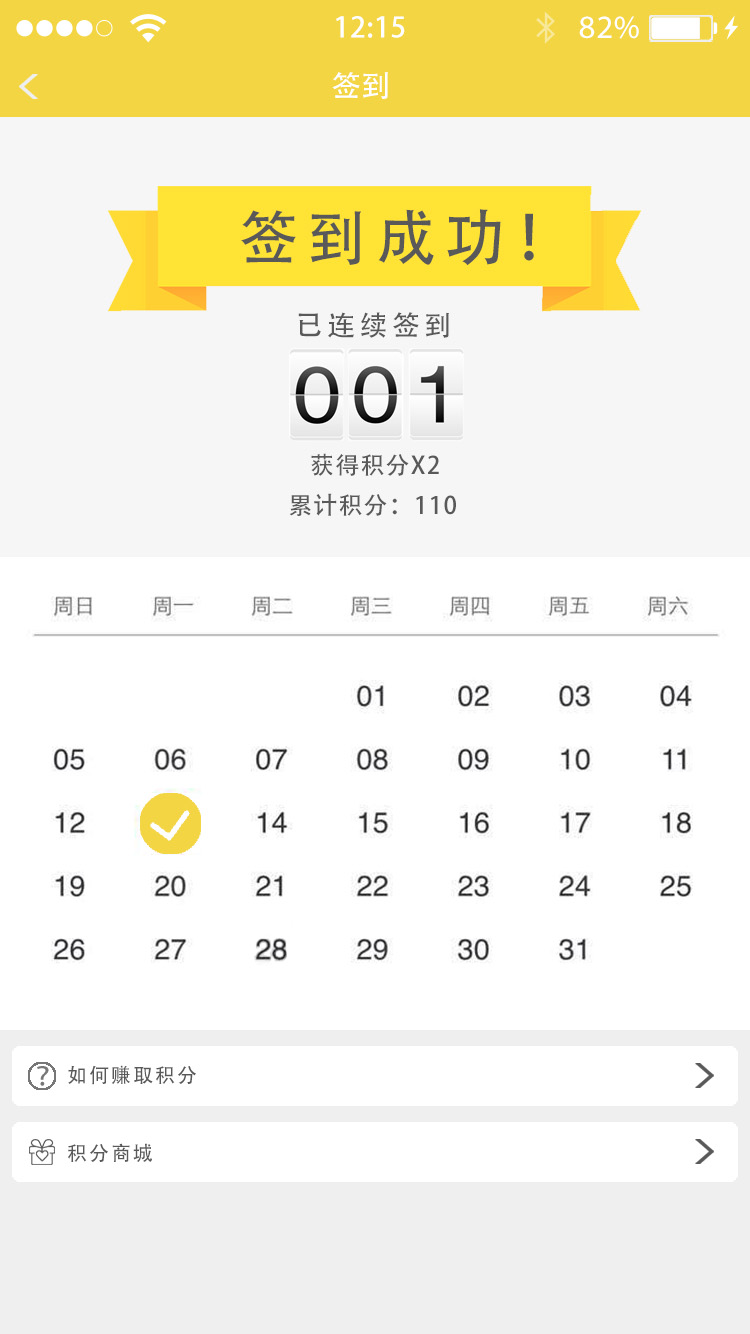 12:15 82%
签到
签到成功!
已连续签到
001
获得积分X2
累计积分：110
周日 周一 周二 周三 周四 周五 周六
01 02 03 04
05 06 07 08 09 10 11
12 14 15 16 17 18
19 20 21 22 23 24 25
26 27 28 29 30 31
如何赚取积分
积分商城